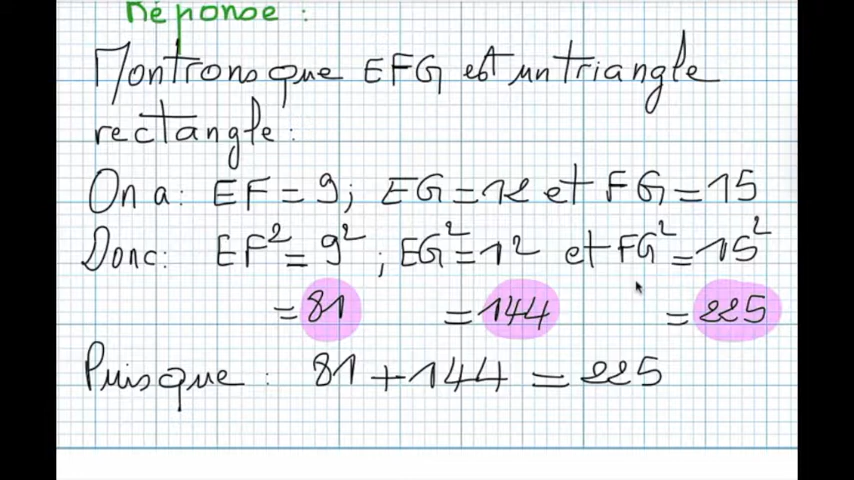 Réponse :
Montrons que EFG est un triangle
rectangle :
On a : EF = 9 ; EG = 12 et FG = 15
Donc : EF² = 9² ; EG² = 1² et FG² = 15²
= 81 = 144 = 225
Puisque : 81 + 144 = 225